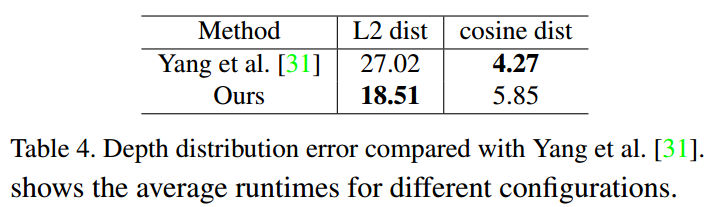 Method L2 dist cosine dist
Yang et al. [31] 27.02 4.27
Ours 18.51 5.85
Table 4. Depth distribution error compared with Yang et al. [31].
shows the average runtimes for different configurations.